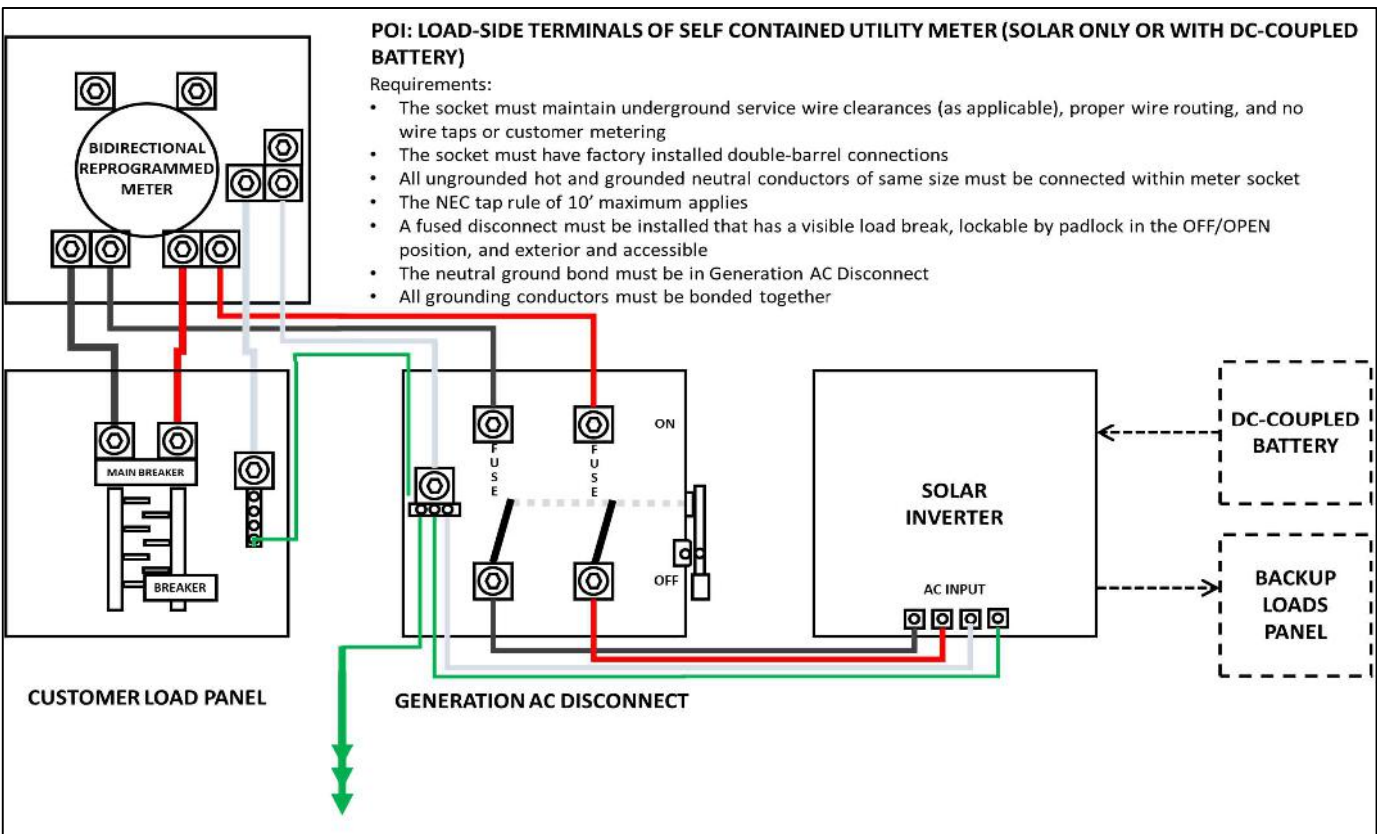 POI: LOAD-SIDE TERMINALS OF SELF CONTAINED UTILITY METER (SOLAR ONLY OR WITH DC-COUPLED
BATTERY)
Requirements:
• The socket must maintain underground service wire clearances (as applicable), proper wire routing, and no
wire taps or customer metering
• The socket must have factory installed double-barrel connections
• All ungrounded hot and grounded neutral conductors of same size must be connected within meter socket
• The NEC tap rule of 10' maximum applies
• A fused disconnect must be installed that has a visible load break, lockable by padlock in the OFF/OPEN
position, and exterior and accessible
• The neutral ground bond must be in Generation AC Disconnect
• All grounding conductors must be bonded together
BIDIRECTIONAL
REPROGRAMMED
METER
MAIN BREAKER
BREAKER
CUSTOMER LOAD PANEL
FUSE
FUSE
ON
OFF
GENERATION AC DISCONNECT
SOLAR
INVERTER
AC INPUT
DC-COUPLED
BATTERY
BACKUP
LOADS
PANEL